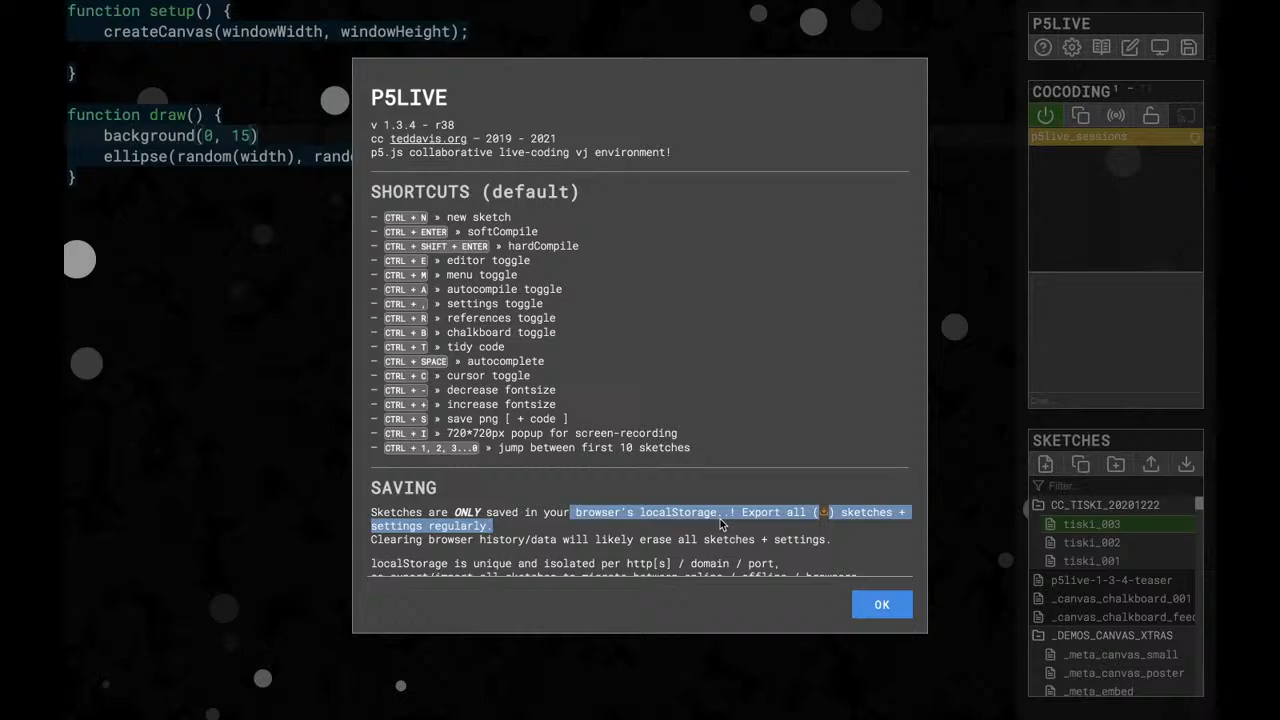 function setup() {
createCanvas(windowWidth, windowHeight);
}
function draw() {
background(0, 15)
ellipse(random(width),
}
P5LIVE
v 1.3.4 - r38
cc teddavis.org – 2019 - 2021
p5.js collaborative live-coding vj environment!
SHORTCUTS (default)
– CTRL + N » new sketch
– CTRL + ENTER » softCompile
– CTRL + SHIFT + ENTER » hardCompile
– CTRL + E » editor toggle
– CTRL + M » menu toggle
– CTRL + A » autocompile toggle
– CTRL + , » settings toggle
– CTRL + R » references toggle
– CTRL + B » chalkboard toggle
– CTRL + T » tidy code
– CTRL + SPACE » autocomplete
– CTRL + C » cursor toggle
– CTRL + - » decrease fontsize
– CTRL + + » increase fontsize
– CTRL + S » save png [ + code ]
– CTRL + I » 720*720px popup for screen-recording
– CTRL + 1, 2, 3...0 » jump between first 10 sketches
SAVING
Sketches are ONLY saved in your browser's localStorage..! Export all ( ) sketches +
settings regularly.
Clearing browser history/data will likely erase all sketches + settings.
localStorage is unique and isolated per http[s] / domain / port,
OK
P5LIVE
COCODING¹ -
p5live_sessions
Chat...
SKETCHES
Filter...
CC_TISKI_20201222
tiski_003
tiski_002
tiski_001
p5live-1-3-4-teaser
_canvas_chalkboard_001
_canvas_chalkboard_feec
_DEMOS_CANVAS_XTRAS
_meta_canvas_small
_meta_canvas_poster
_meta_embed